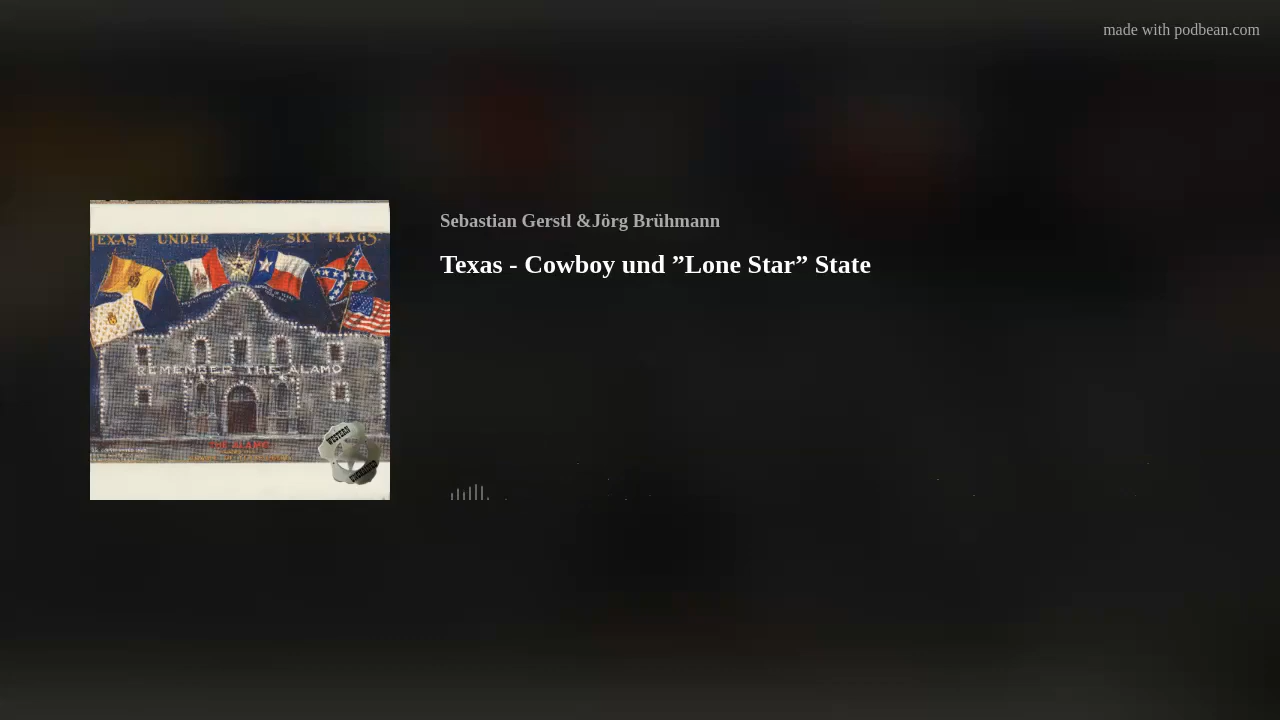 made with podbean.com
Sebastian Gerstl &Jörg Brühmann
Texas - Cowboy und ”Lone Star” State
TEXAS UNDER SIX FLAGS
REMEMBER THE ALAMO
THE ALAMO